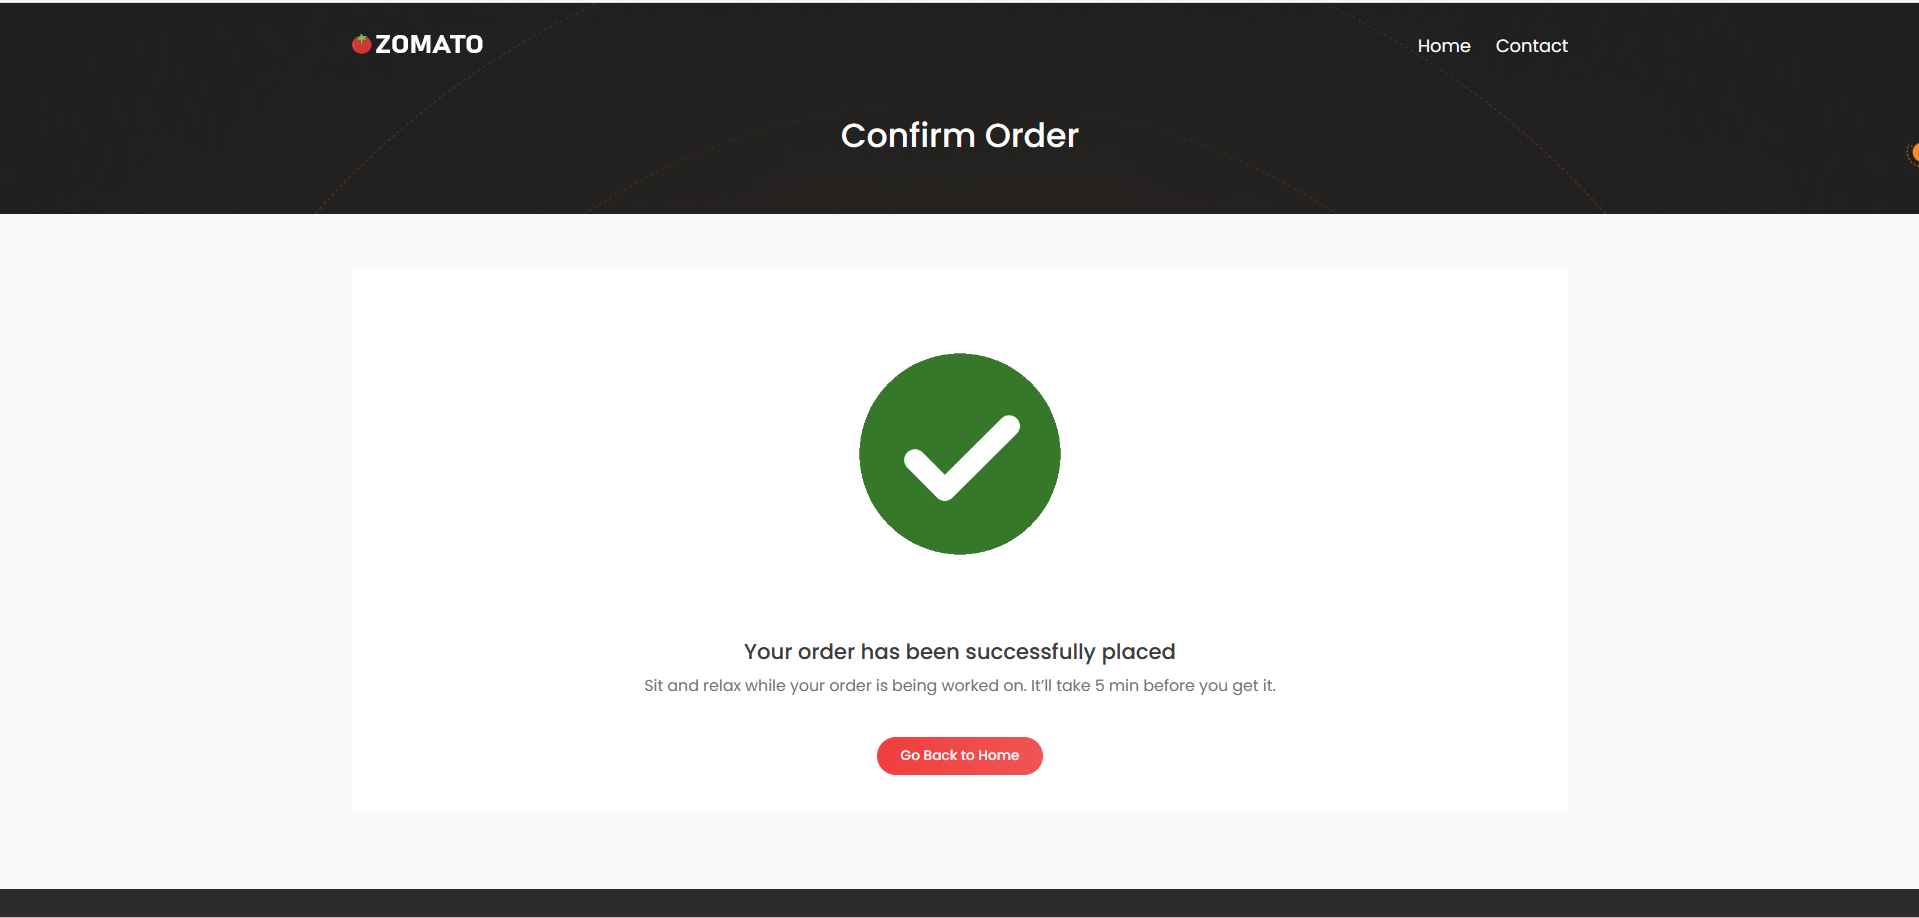 ZOMATO
Home Contact
Confirm Order
Your order has been successfully placed
Sit and relax while your order is being worked on. It’ll take 5 min before you get it.
Go Back to Home